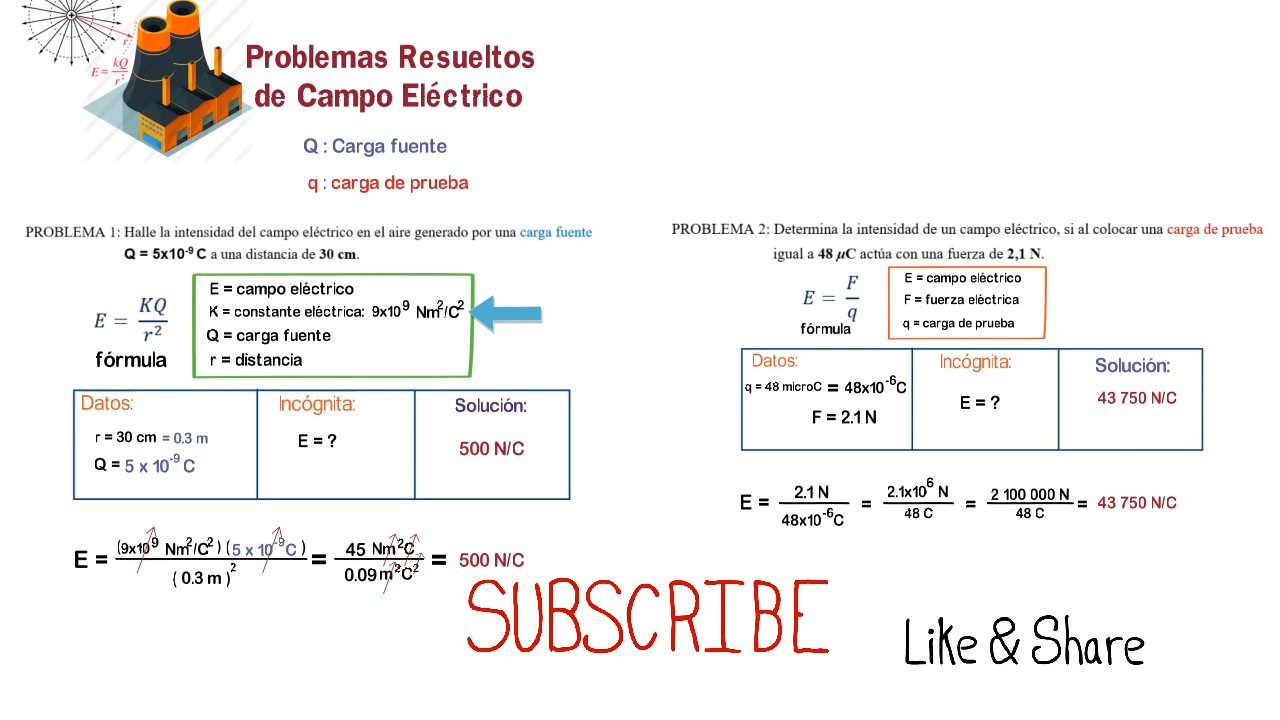 E = kQ / r²
r
Problemas Resueltos
de Campo Eléctrico
Q : Carga fuente
q : carga de prueba
PROBLEMA 1: Halle la intensidad del campo eléctrico en el aire generado por una carga fuente
Q = 5x10⁻⁹ C a una distancia de 30 cm.
E = KQ / r²
fórmula
E = campo eléctrico
K = constante eléctrica: 9x10⁹ Nm²/C²
Q = carga fuente
r = distancia
Datos:
r = 30 cm = 0.3 m
Q = 5 x 10⁻⁹ C
Incógnita:
E = ?
Solución:
500 N/C
E = (9x10⁹ Nm²/C²) (5 x 10⁻⁹ C) / (0.3 m)² = 45 Nm²C / 0.09 m²C² = 500 N/C
PROBLEMA 2: Determina la intensidad de un campo eléctrico, si al colocar una carga de prueba
igual a 48 μC actúa con una fuerza de 2,1 N.
E = F / q
fórmula
E = campo eléctrico
F = fuerza eléctrica
q = carga de prueba
Datos:
q = 48 microC = 48x10⁻⁶ C
F = 2.1 N
Incógnita:
E = ?
Solución:
43 750 N/C
E = 2.1 N / 48x10⁻⁶ C = 2.1x10⁶ N / 48 C = 2 100 000 N / 48 C = 43 750 N/C
SUBSCRIBE
Like & Share